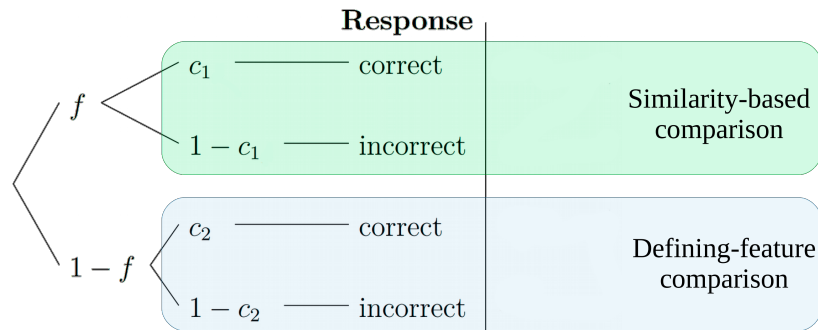 Response
c₁ correct
f
1 − c₁ incorrect
Similarity-based
comparison
c₂ correct
1 − f
1 − c₂ incorrect
Defining-feature
comparison